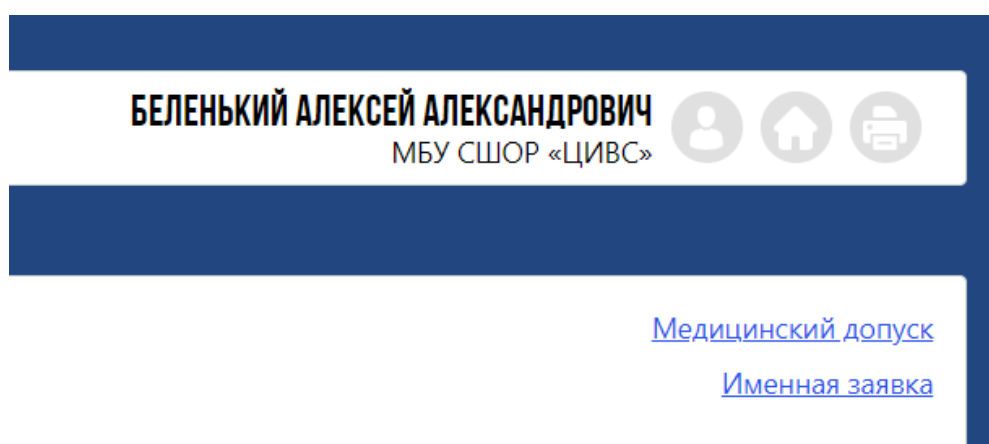 БЕЛЕНЬКИЙ АЛЕКСЕЙ АЛЕКСАНДРОВИЧ
МБУ СШОР «ЦИВС»
Медицинский допуск
Именная заявка